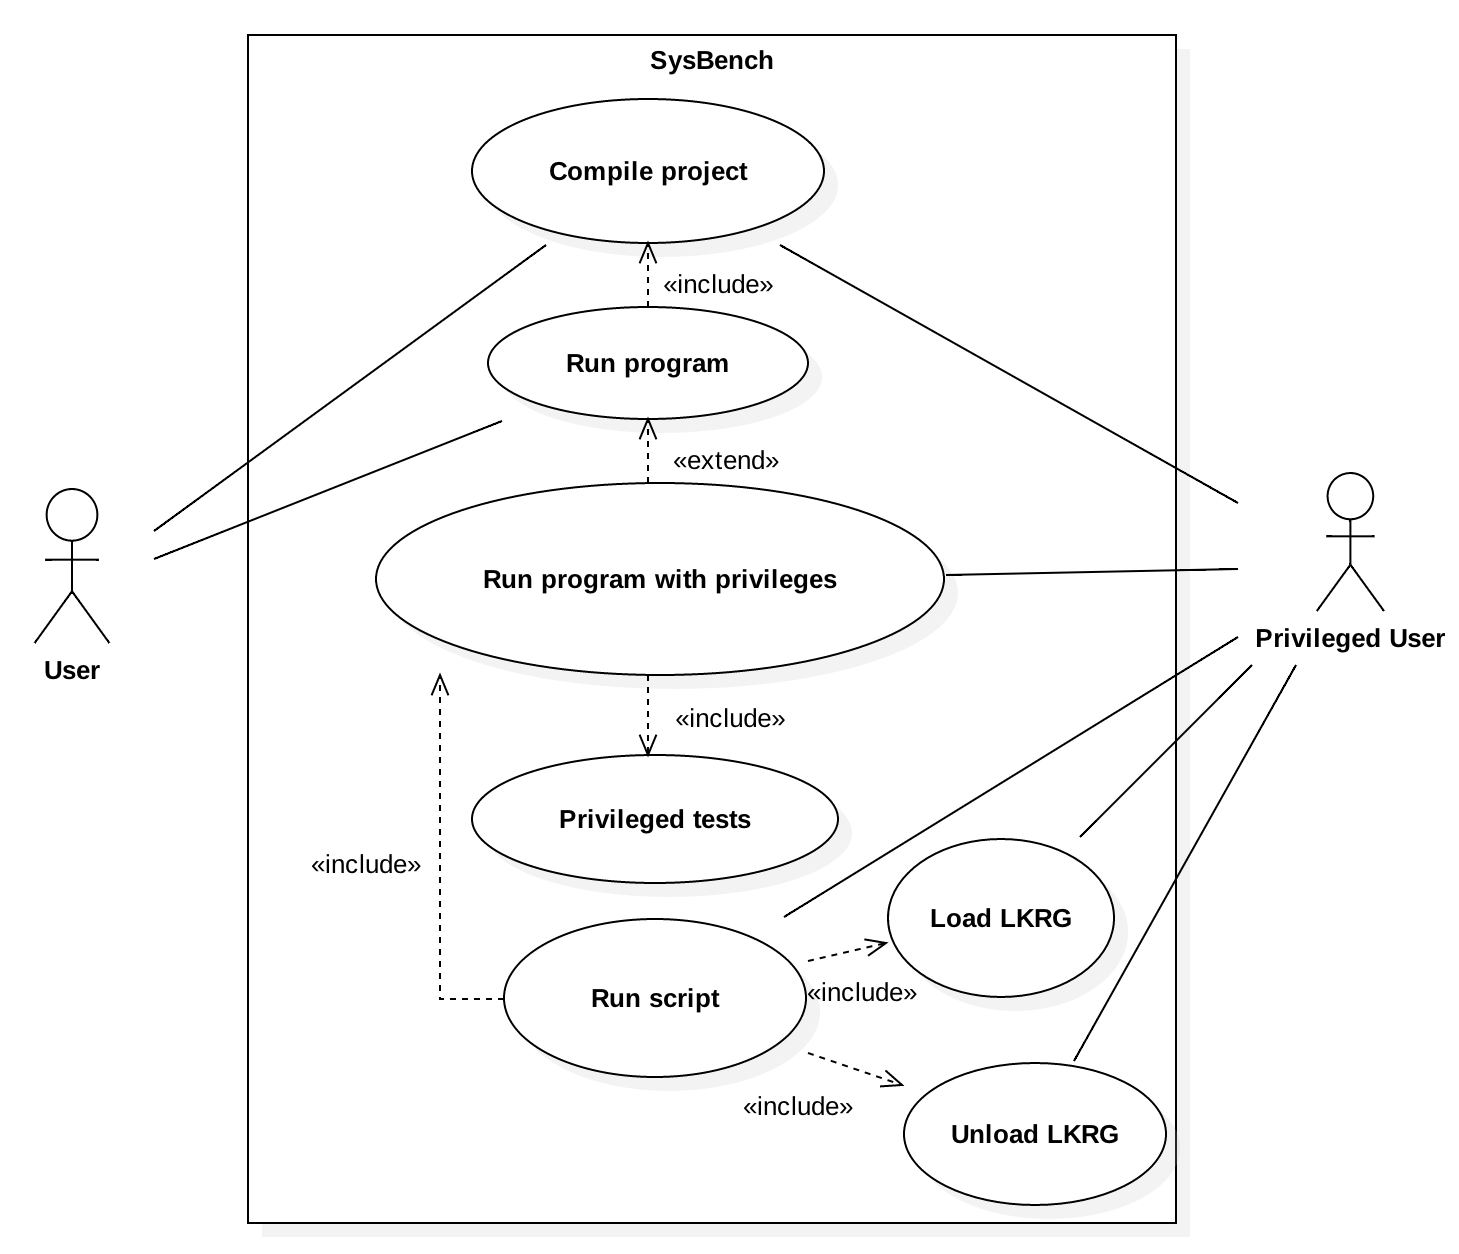 SysBench
Compile project
«include»
Run program
«extend»
Run program with privileges
User
Privileged User
«include»
Privileged tests
«include»
Load LKRG
Run script
«include»
«include»
Unload LKRG